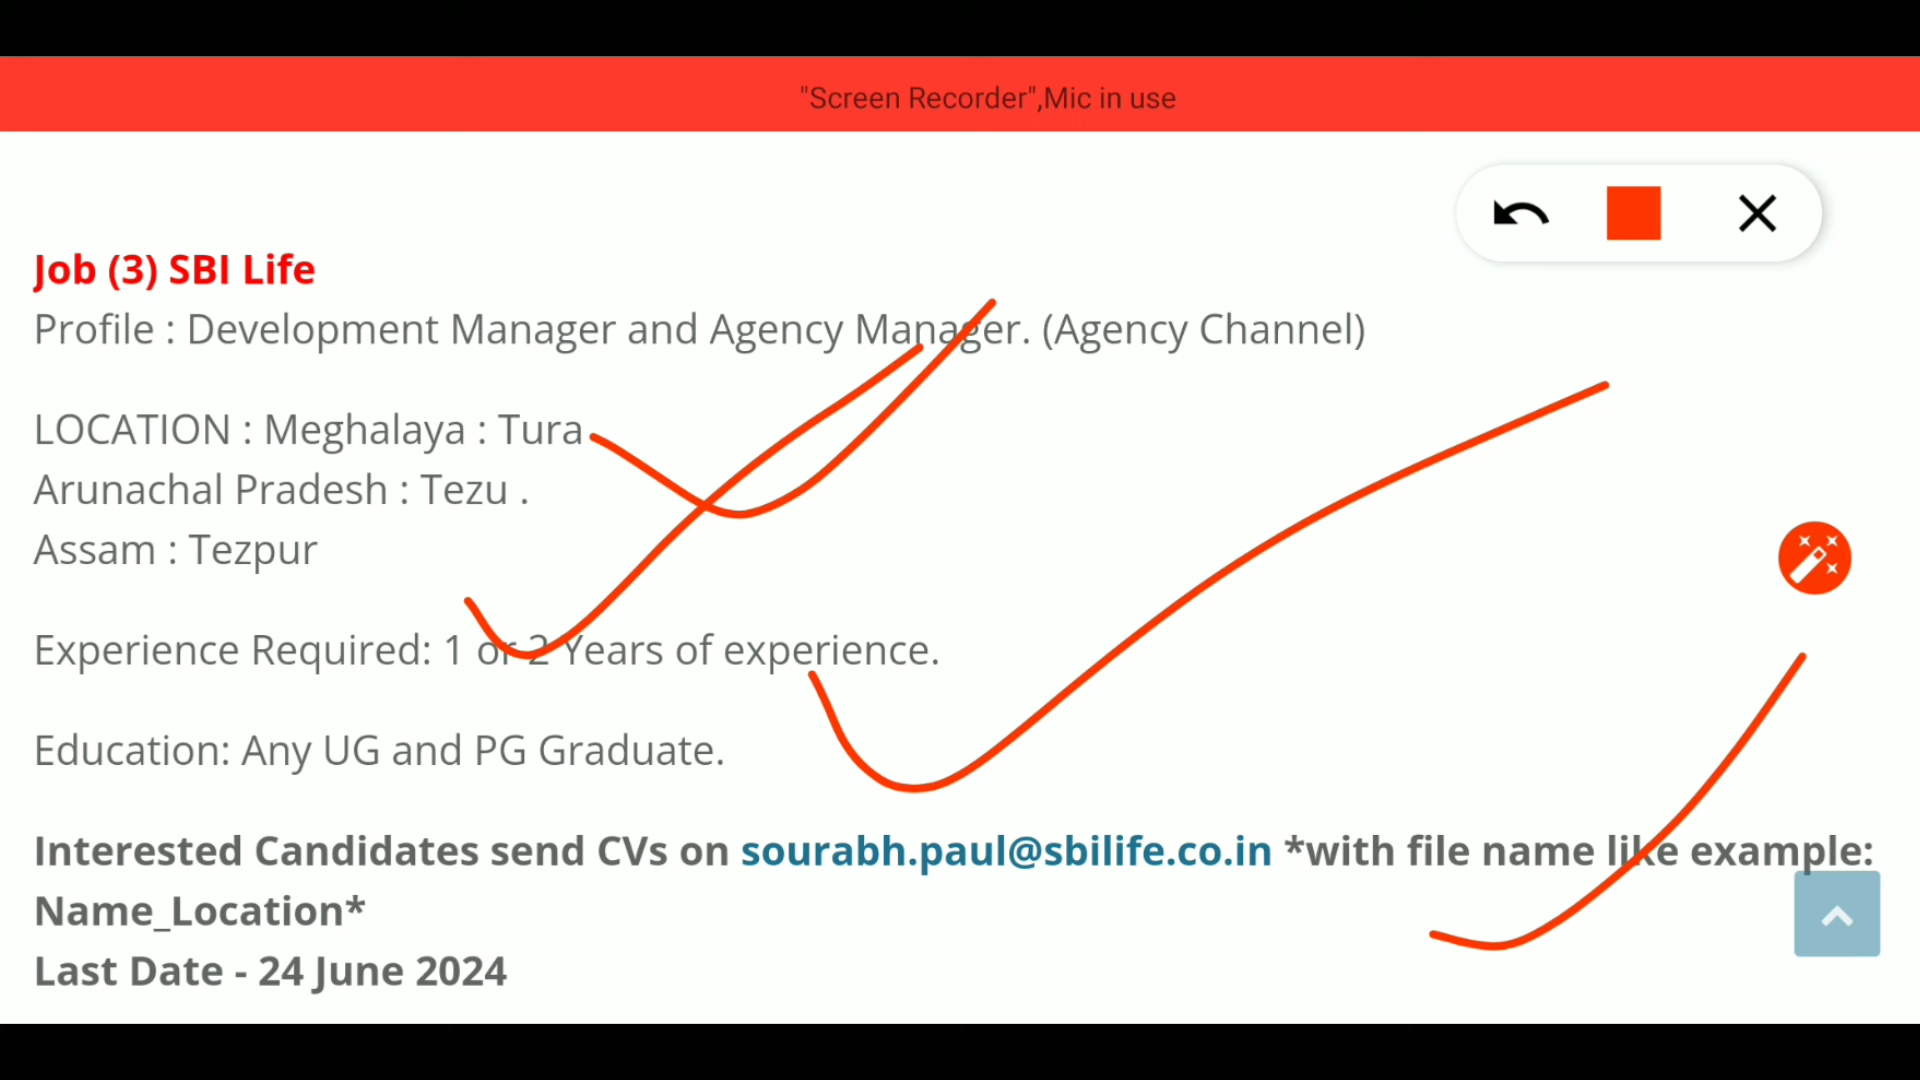 "Screen Recorder",Mic in use
Job (3) SBI Life
Profile : Development Manager and Agency Manager. (Agency Channel)
LOCATION : Meghalaya : Tura
Arunachal Pradesh : Tezu .
Assam : Tezpur
Experience Required: 1 or 2 Years of experience.
Education: Any UG and PG Graduate.
Interested Candidates send CVs on sourabh.paul@sbilife.co.in *with file name like example:
Name_Location*
Last Date - 24 June 2024